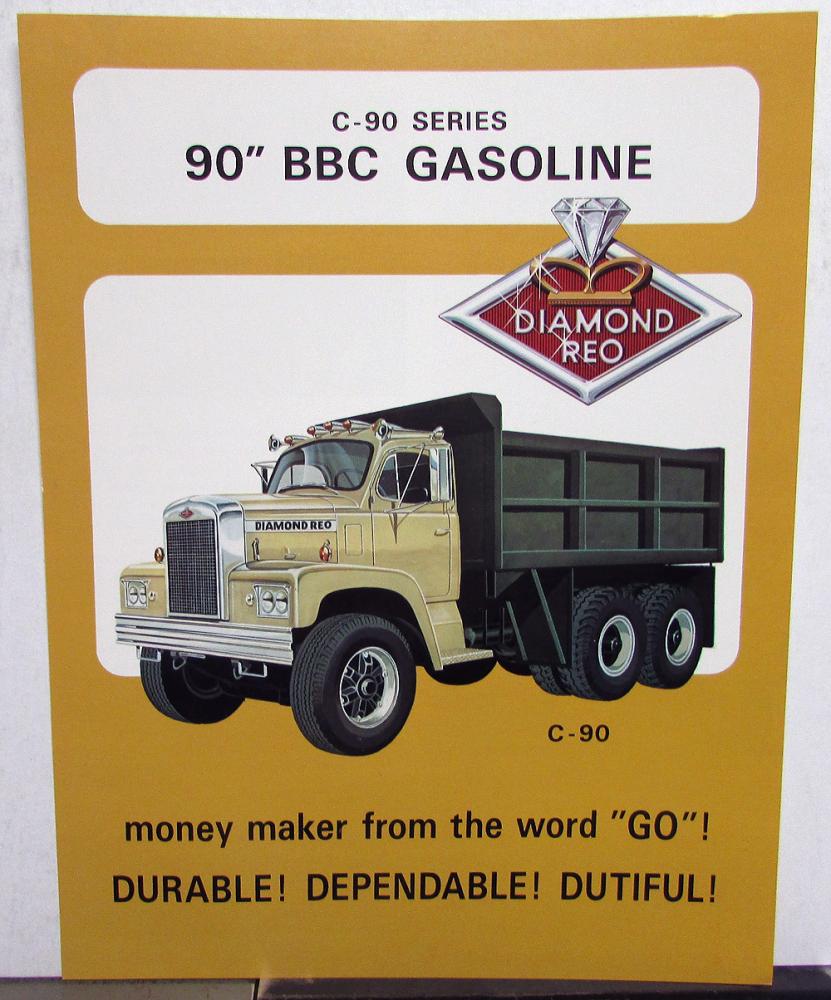 C-90 SERIES
90" BBC GASOLINE
DIAMOND
REO
DIAMOND REO
C-90
money maker from the word "GO"!
DURABLE! DEPENDABLE! DUTIFUL!